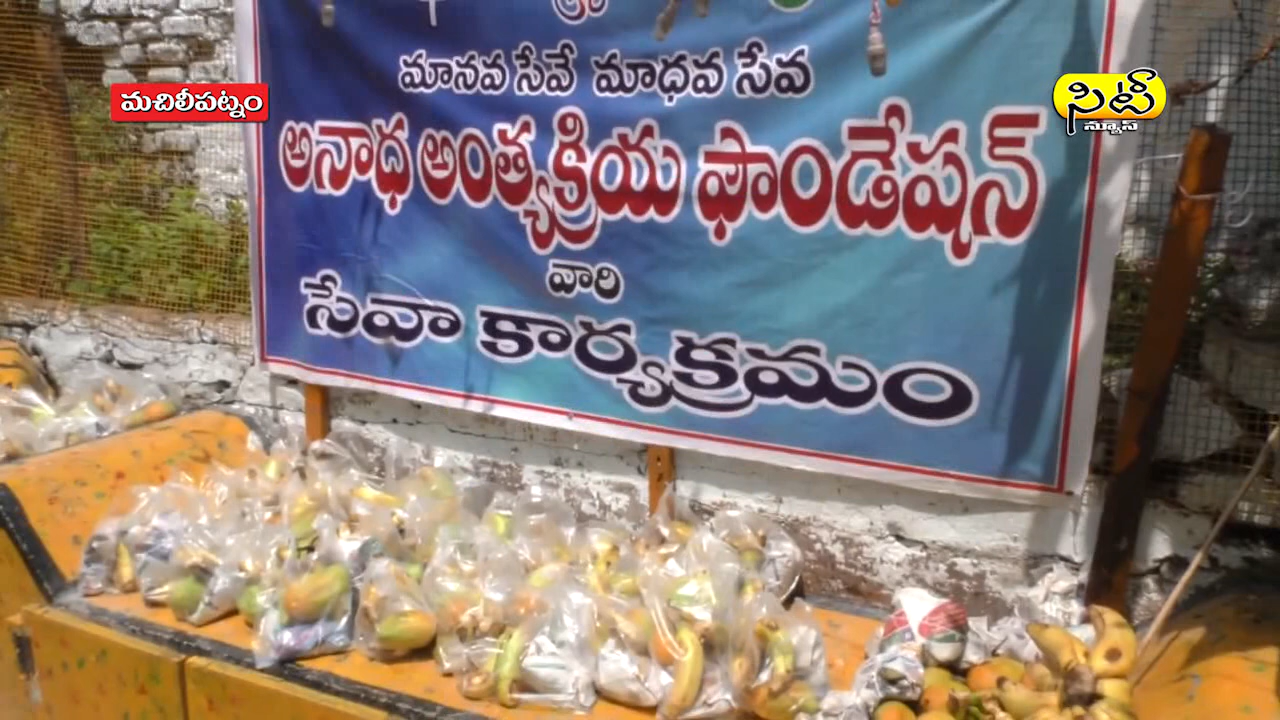 మానవ సేవే మాధవ సేవ
మచిలీపట్నం
సిటీ
న్యూస్
అనాధ అంత్యక్రియ ఫౌండేషన్
వారి
సేవా కార్యక్రమం